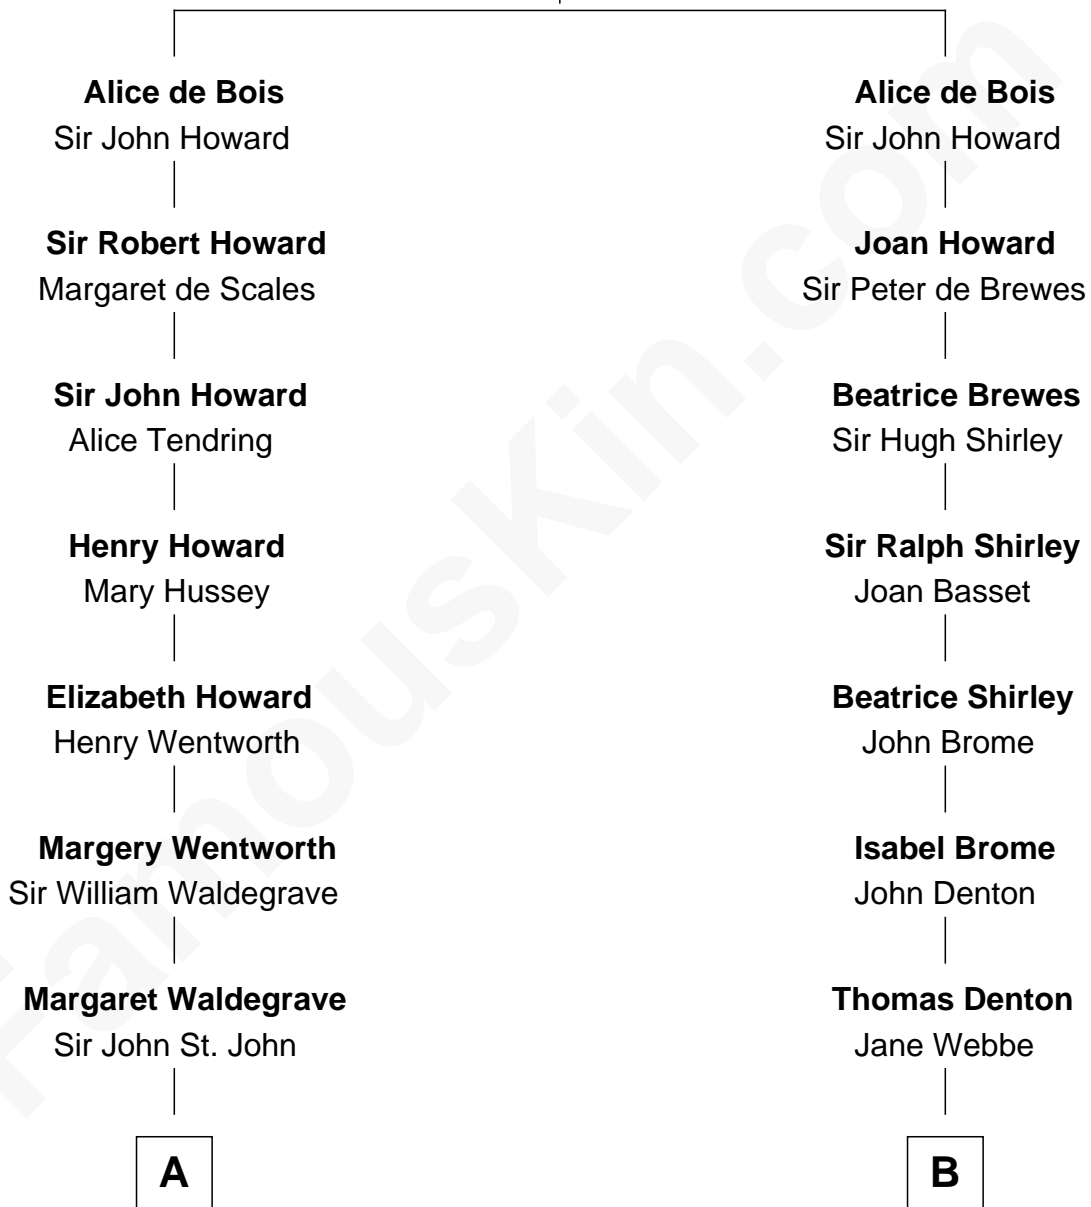 Alice de Bois
Sir John Howard
Sir Robert Howard
Margaret de Scales
Sir John Howard
Alice Tendring
Henry Howard
Mary Hussey
Elizabeth Howard
Henry Wentworth
Margery Wentworth
Sir William Waldegrave
Margaret Waldegrave
Sir John St. John
A
Alice de Bois
Sir John Howard
Joan Howard
Sir Peter de Brewes
Beatrice Brewes
Sir Hugh Shirley
Sir Ralph Shirley
Joan Basset
Beatrice Shirley
John Brome
Isabel Brome
John Denton
Thomas Denton
Jane Webbe
B
FamousKin.com